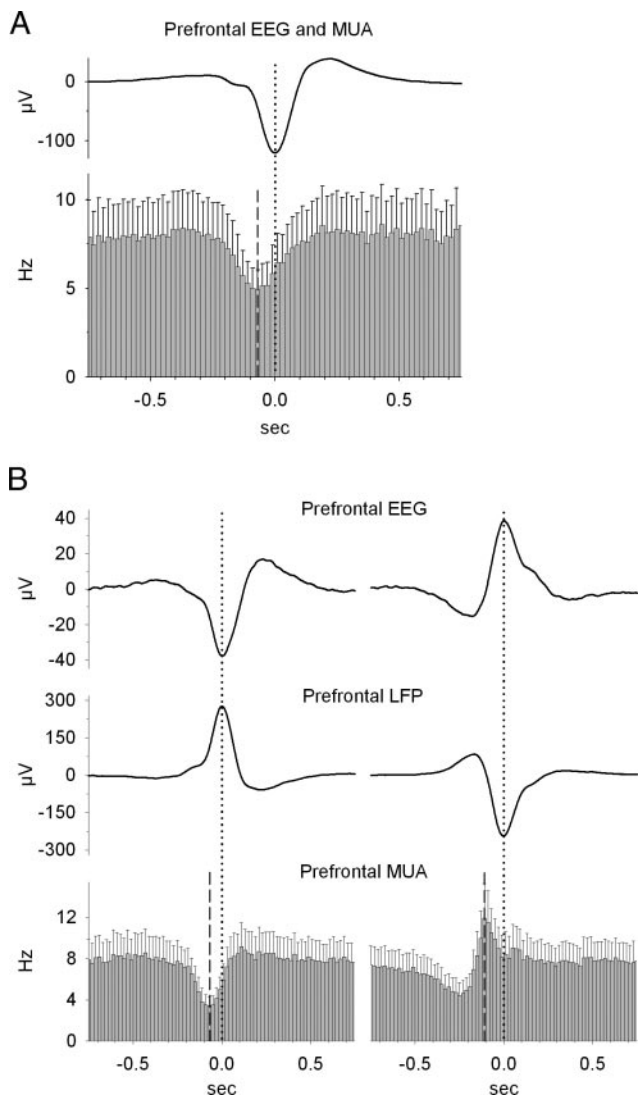 A
Prefrontal EEG and MUA
µV
0
-100
Hz
10
5
0
-0.5 0.0 0.5
sec
B
Prefrontal EEG
µV
40
20
0
-20
-40
Prefrontal LFP
µV
300
150
0
-150
-300
Prefrontal MUA
Hz
12
8
4
0
-0.5 0.0 0.5 -0.5 0.0 0.5
sec sec